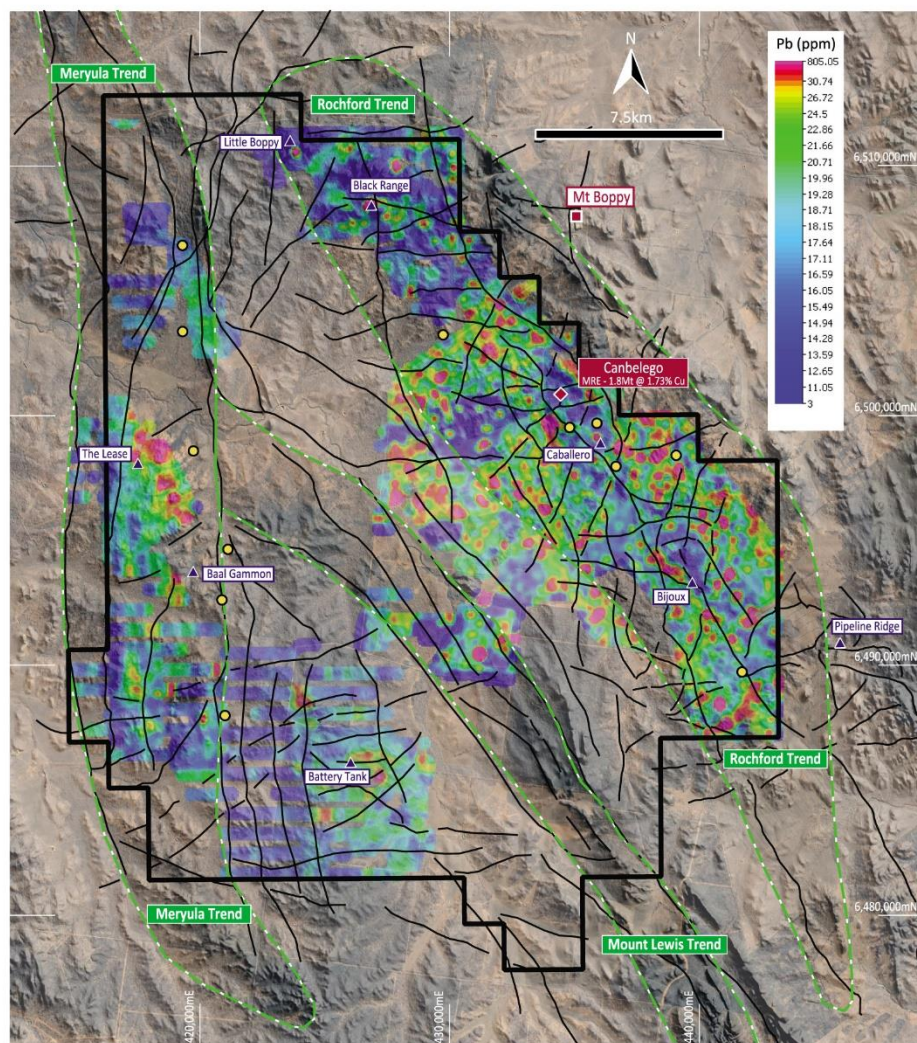 Meryula Trend
Rochford Trend
N
7.5km
Pb (ppm)
805.05
30.74
26.72
24.5
22.86
21.66
20.71
19.96
19.28
18.71
18.15
17.64
17.11
16.59
16.07
15.49
14.94
14.28
13.59
12.65
11.05
3
Little Boppy
Black Range
Mt Boppy
6,510,000mN
Canbelego
MRE - 1.8Mt @ 1.73% Cu
6,500,000mN
The Lease
Caballero
Baal Gammon
Bijoux
Pipeline Ridge
6,490,000mN
Battery Tank
Rochford Trend
Meryula Trend
Mount Lewis Trend
6,480,000mN
420,000mE
430,000mE
440,000mE